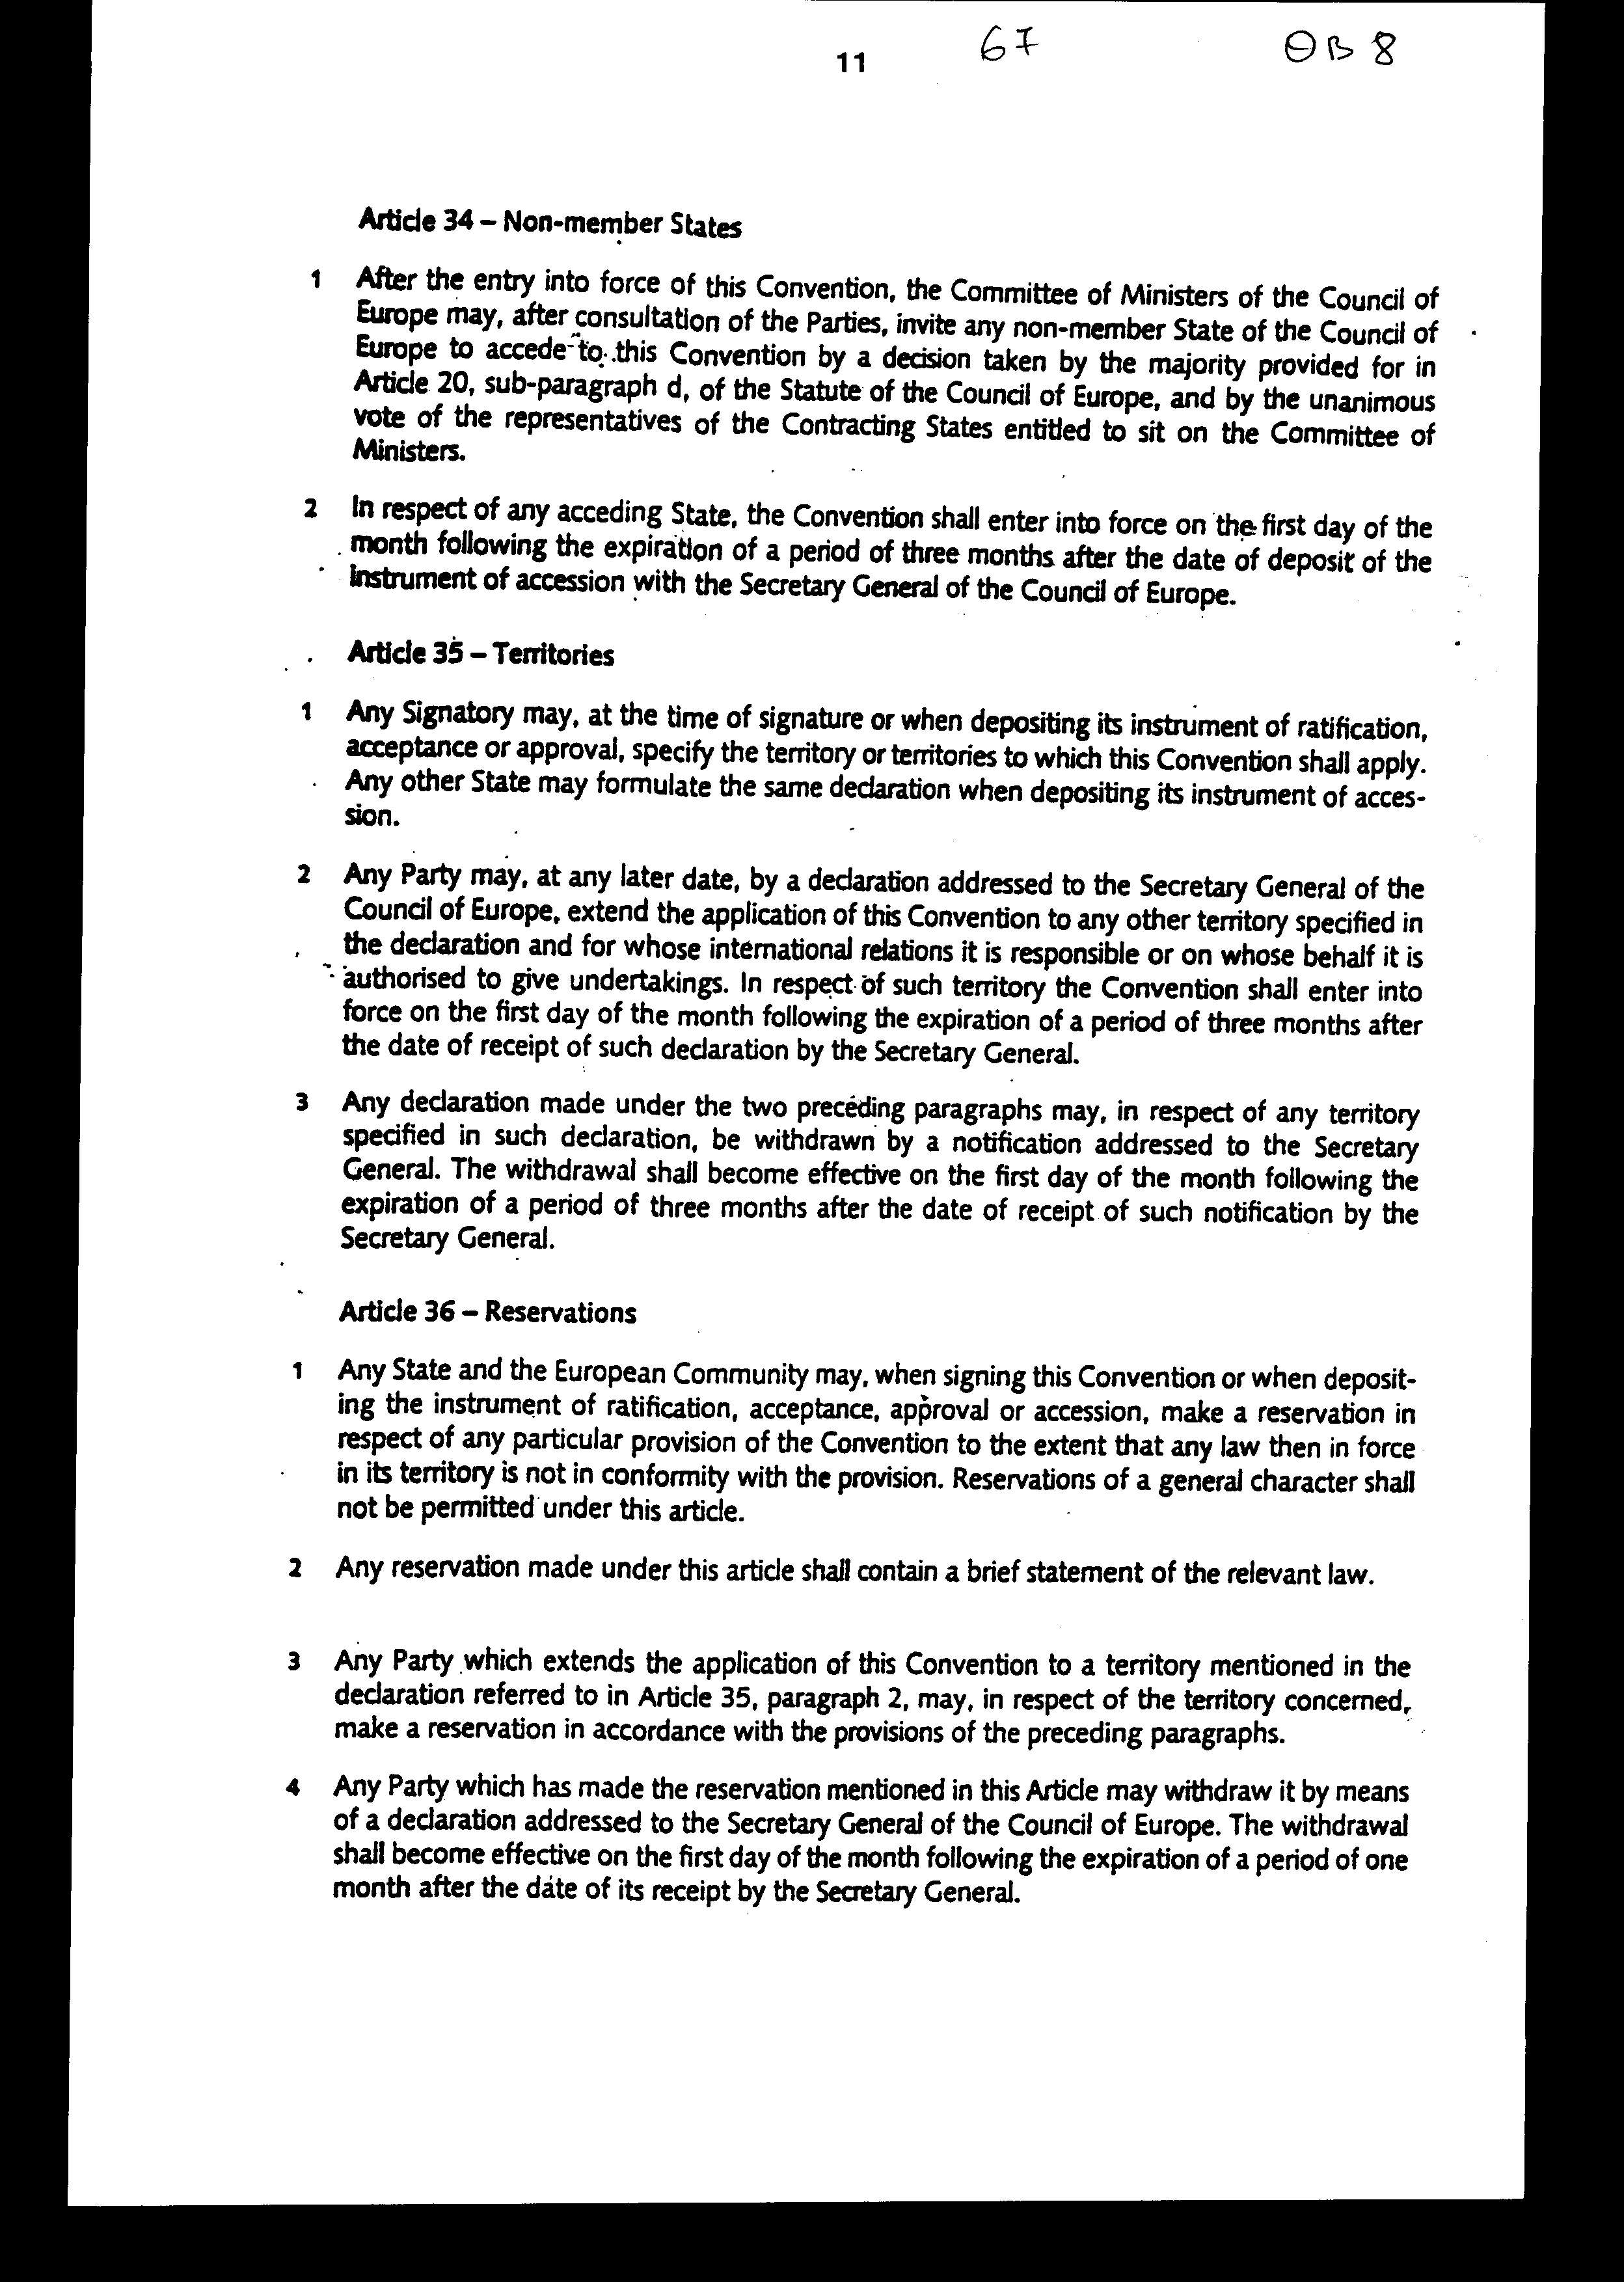 11
67
ΘB 8
Article 34 – Non-member States
1 After the entry into force of this Convention, the Committee of Ministers of the Council of
Europe may, after consultation of the Parties, invite any non-member State of the Council of
Europe to accede to this Convention by a decision taken by the majority provided for in
Article 20, sub-paragraph d, of the Statute of the Council of Europe, and by the unanimous
vote of the representatives of the Contracting States entitled to sit on the Committee of
Ministers.
2 In respect of any acceding State, the Convention shall enter into force on the first day of the
month following the expiration of a period of three months after the date of deposit of the
instrument of accession with the Secretary General of the Council of Europe.
Article 35 – Territories
1 Any Signatory may, at the time of signature or when depositing its instrument of ratification,
acceptance or approval, specify the territory or territories to which this Convention shall apply.
Any other State may formulate the same declaration when depositing its instrument of acces-
sion.
2 Any Party may, at any later date, by a declaration addressed to the Secretary General of the
Council of Europe, extend the application of this Convention to any other territory specified in
the declaration and for whose international relations it is responsible or on whose behalf it is
authorised to give undertakings. In respect of such territory the Convention shall enter into
force on the first day of the month following the expiration of a period of three months after
the date of receipt of such declaration by the Secretary General.
3 Any declaration made under the two preceding paragraphs may, in respect of any territory
specified in such declaration, be withdrawn by a notification addressed to the Secretary
General. The withdrawal shall become effective on the first day of the month following the
expiration of a period of three months after the date of receipt of such notification by the
Secretary General.
Article 36 – Reservations
1 Any State and the European Community may, when signing this Convention or when deposit-
ing the instrument of ratification, acceptance, approval or accession, make a reservation in
respect of any particular provision of the Convention to the extent that any law then in force
in its territory is not in conformity with the provision. Reservations of a general character shall
not be permitted under this article.
2 Any reservation made under this article shall contain a brief statement of the relevant law.
3 Any Party which extends the application of this Convention to a territory mentioned in the
declaration referred to in Article 35, paragraph 2, may, in respect of the territory concerned,
make a reservation in accordance with the provisions of the preceding paragraphs.
4 Any Party which has made the reservation mentioned in this Article may withdraw it by means
of a declaration addressed to the Secretary General of the Council of Europe. The withdrawal
shall become effective on the first day of the month following the expiration of a period of one
month after the date of its receipt by the Secretary General.